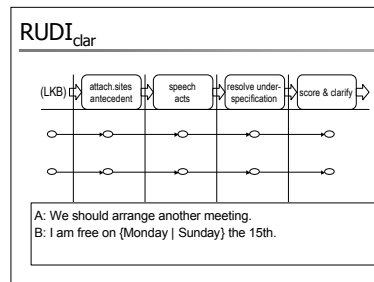 RUDIclar
(LKB)
attach.sites
antecedent
speech
acts
resolve under-
specification
score & clarify
A: We should arrange another meeting.
B: I am free on {Monday | Sunday} the 15th.